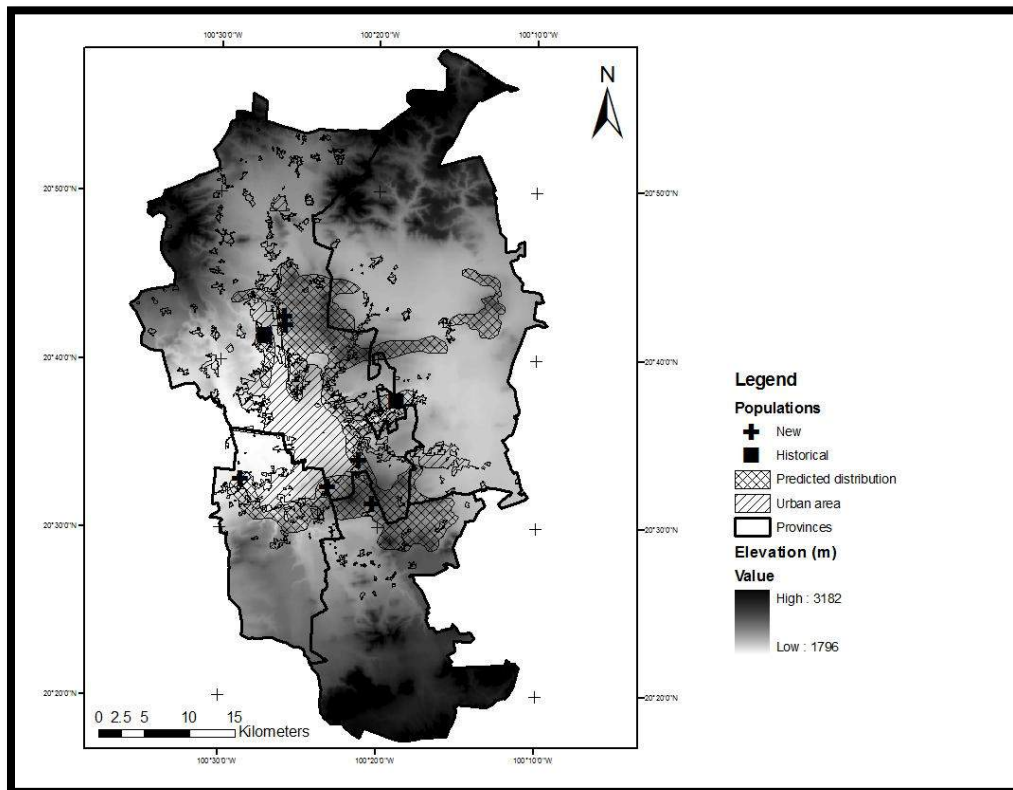 100°30'0"W 100°20'0"W 100°10'0"W
N
20°50'0"N 20°50'0"N
20°40'0"N 20°40'0"N
20°30'0"N 20°30'0"N
20°20'0"N 20°20'0"N
0 2.5 5 10 15
Kilometers
100°30'0"W 100°20'0"W 100°10'0"W
Legend
Populations
New
Historical
Predicted distribution
Urban area
Provinces
Elevation (m)
Value
High : 3182
Low : 1796